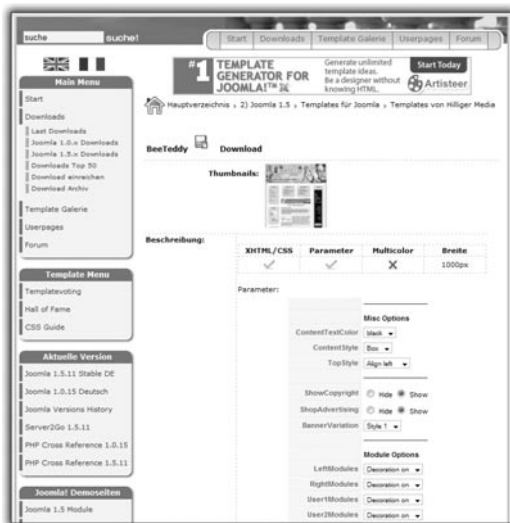 suche suche!
Start Downloads Template Galerie Userpages Forum
Main Menu
Start
Downloads
Last Downloads
Joomla 1.0.x Downloads
Joomla 1.5.x Downloads
Downloads Top 50
Download einreichen
Download Archiv
Template Galerie
Userpages
Forum
Template Menu
Templatevoting
Hall of Fame
CSS Guide
Aktuelle Version
Joomla 1.5.11 Stable DE
Joomla 1.0.15 Deutsch
Joomla Versions History
Server2Go 1.5.11
PHP Cross Reference 1.0.15
PHP Cross Reference 1.5.11
Joomla! Demoseiten
Joomla 1.5 Module
#1 TEMPLATE
GENERATOR FOR
JOOMLA!™
Generate unlimited
template ideas.
Be a designer without
knowing HTML.
Start Today
Artisteer
Hauptverzeichnis 2) Joomla 1.5 Templates für Joomla Templates von Hilliger Media
BeeTeddy Download
Thumbnails:
Beschreibung:
XHTML/CSS Parameter Multicolor Breite
1000px
Parameter:
Misc Options
ContentTextColor black
ContentStyle Box
TopStyle Align left
ShowCopyright Hide Show
ShopAdvertising Hide Show
BannerVariation Style 1
Module Options
LeftModules Decoration on
RightModules Decoration on
User1Modules Decoration on
User2Modules Decoration on